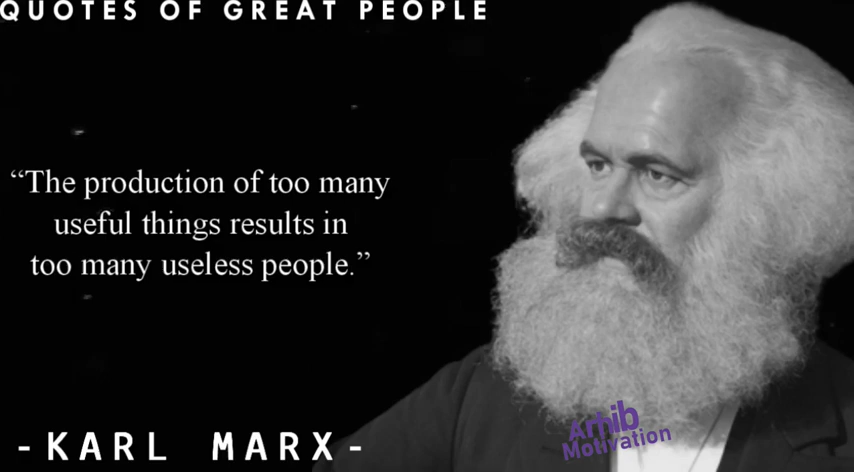 QUOTES OF GREAT PEOPLE
“The production of too many
useful things results in
too many useless people.”
-KARL MARX-
Arhib
Motivation